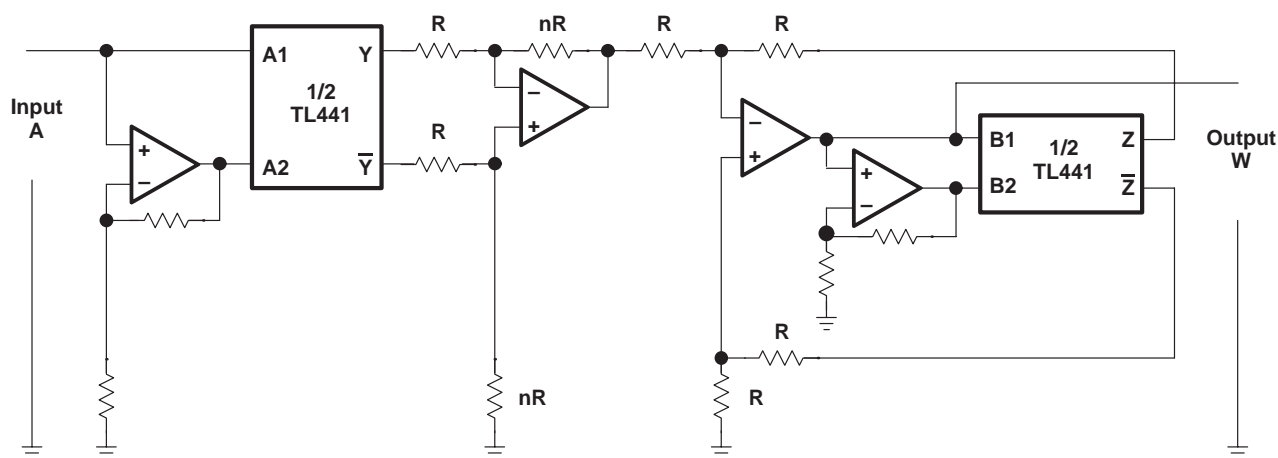 R
nR
R
R
A1
Y
1/2
TL441
Input
A
−
+
R
+
−
A2
Y̅
−
+
B1
1/2
TL441
Z
Output
W
+
−
B2
Z̅
R
nR
R